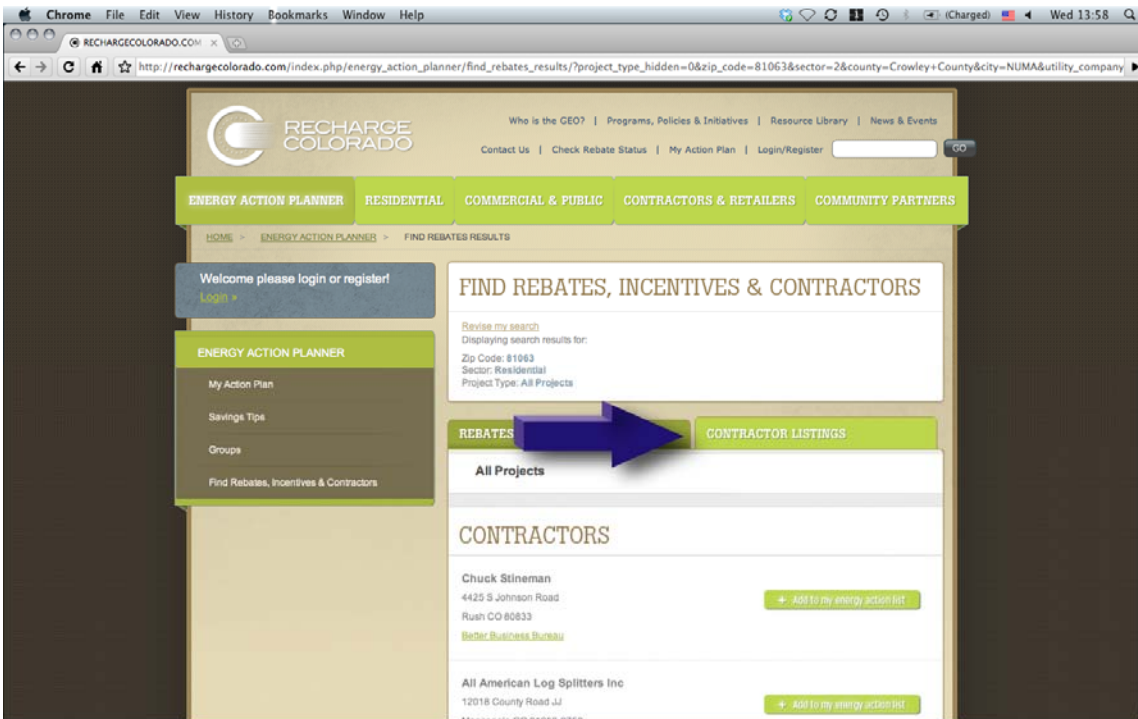 Chrome File Edit View History Bookmarks Window Help (Charged) Wed 13:58
RECHARGECOLORADO.COM
http://rechargecolorado.com/index.php/energy_action_planner/find_rebates_results/?project_type_hidden=0&zip_code=81063&sector=2&county=Crowley+County&city=NUMA&utility_company
RECHARGE
COLORADO
Who is the GEO? | Programs, Policies & Initiatives | Resource Library | News & Events
Contact Us | Check Rebate Status | My Action Plan | Login/Register GO
ENERGY ACTION PLANNER RESIDENTIAL COMMERCIAL & PUBLIC CONTRACTORS & RETAILERS COMMUNITY PARTNERS
HOME > ENERGY ACTION PLANNER > FIND REBATES RESULTS
Welcome please login or register!
Login »
ENERGY ACTION PLANNER
My Action Plan
Savings Tips
Groups
Find Rebates, Incentives & Contractors
FIND REBATES, INCENTIVES & CONTRACTORS
Revise my search
Displaying search results for:
Zip Code: 81063
Sector: Residential
Project Type: All Projects
REBATES CONTRACTOR LISTINGS
All Projects
CONTRACTORS
Chuck Stineman
4425 S Johnson Road
Rush CO 80833
Better Business Bureau
+ Add to my energy action list
All American Log Splitters Inc
12018 County Road JJ
+ Add to my energy action list